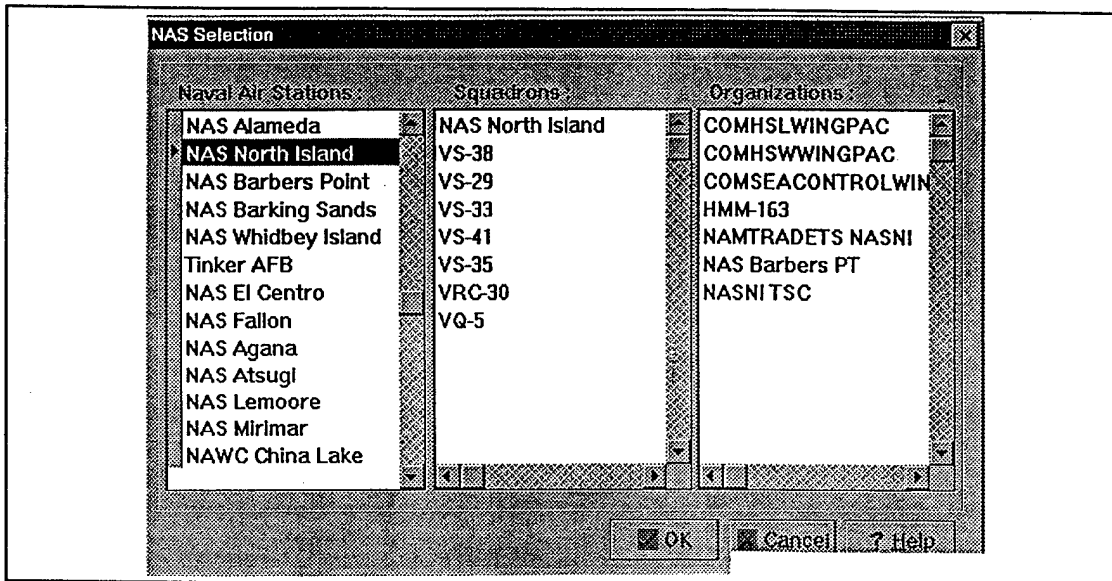 NAS Selection
Naval Air Stations :
NAS Alameda
NAS North Island
NAS Barbers Point
NAS Barking Sands
NAS Whidbey Island
Tinker AFB
NAS El Centro
NAS Fallon
NAS Agana
NAS Atsugi
NAS Lemoore
NAS Mirimar
NAWC China Lake
Squadrons :
NAS North Island
VS-38
VS-29
VS-33
VS-41
VS-35
VRC-30
VQ-5
Organizations :
COMHSLWINGPAC
COMHSWWINGPAC
COMSEACONTROLWIN
HMM-163
NAMTRADETS NASNI
NAS Barbers PT
NASNI TSC
OK
Cancel
? Help